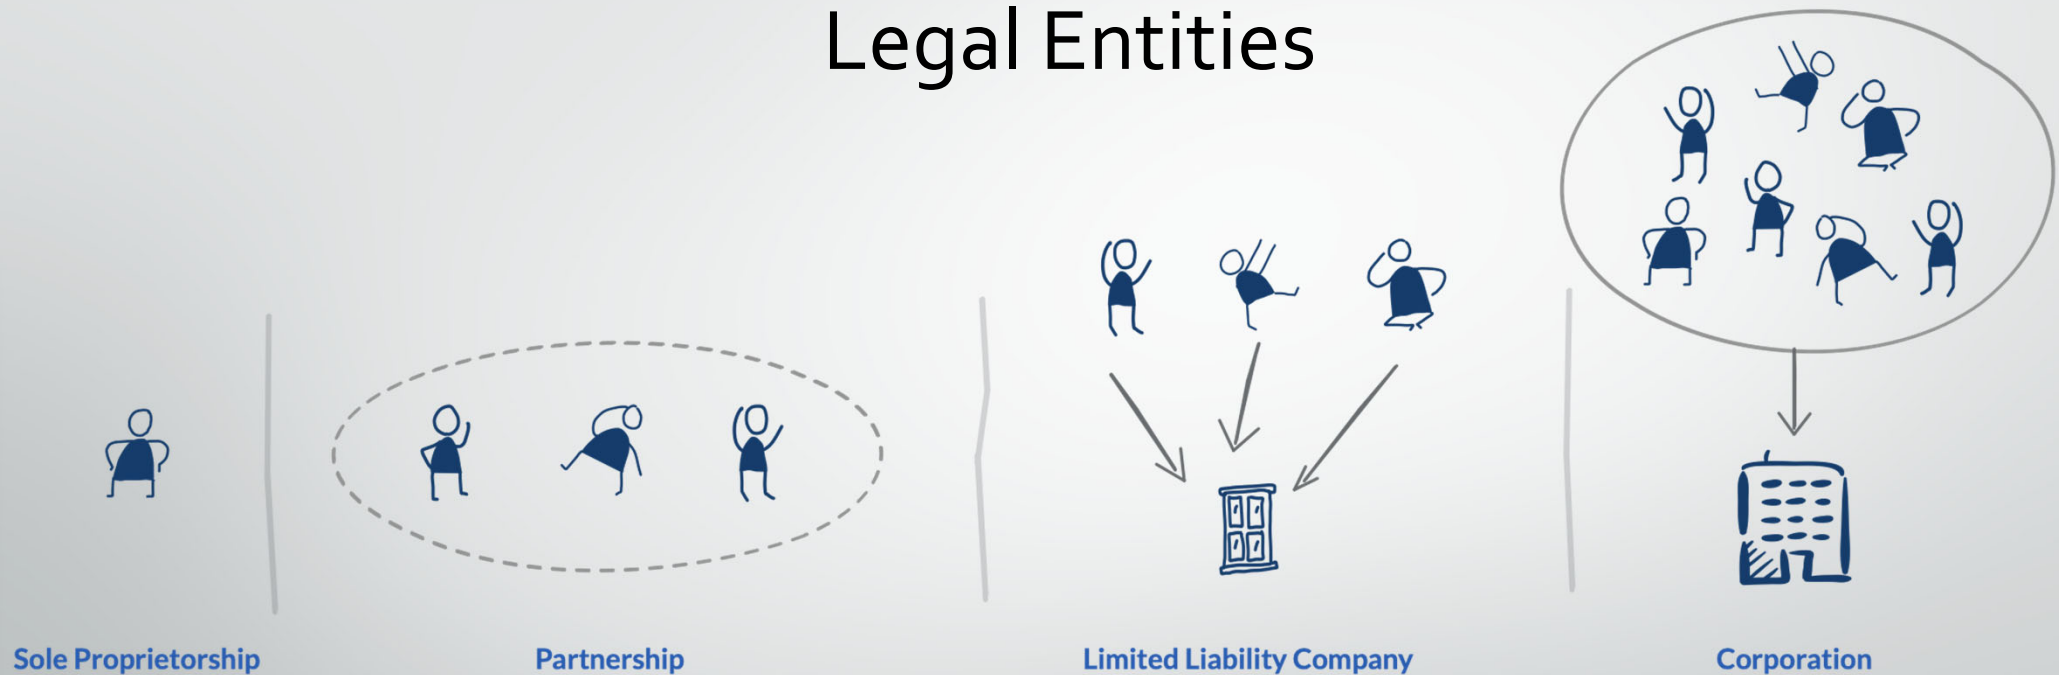 Legal Entities
Sole Proprietorship
Partnership
Limited Liability Company
Corporation